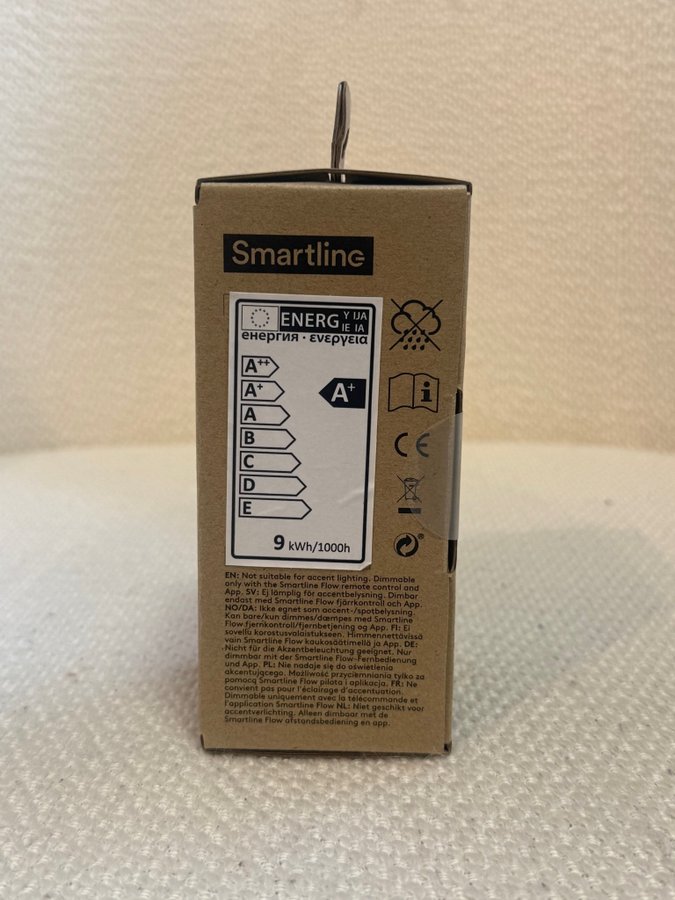 Smartline
ENERG Y IJA
IE IA
енергия · ενεργεια
A++
A+
A
B
C
D
E
A+
9 kWh/1000h
i
CE
®
EN: Not suitable for accent lighting. Dimmable
only with the Smartline Flow remote control and
App. SV: Ej lämplig för accentbelysning. Dimbar
endast med Smartline Flow fjärrkontroll och App.
NO/DA: Ikke egnet som accent-/spotbelysning.
Kan bare/kun dimmes/dæmpes med Smartline
Flow fjernkontroll/fjernbetjening og App. FI: Ei
sovellu korostusvalaistukseen. Himmennettävissä
vain Smartline Flow kaukosäätimellä ja App. DE:
Nicht für die Akzentbeleuchtung geeignet. Nur
dimmbar mit der Smartline Flow-Fernbedienung
und App. PL: Nie nadaje się do oświetlenia
akcentującego. Możliwość przyciemniania tylko za
pomocą Smartline Flow pilota i aplikacja. FR: Ne
convient pas pour l'éclairage d'accentuation.
Dimmable uniquement avec la télécommande et
l'application Smartline Flow NL: Niet geschikt voor
accentverlichting. Alleen dimbaar met de
Smartline Flow afstandsbediening en app.